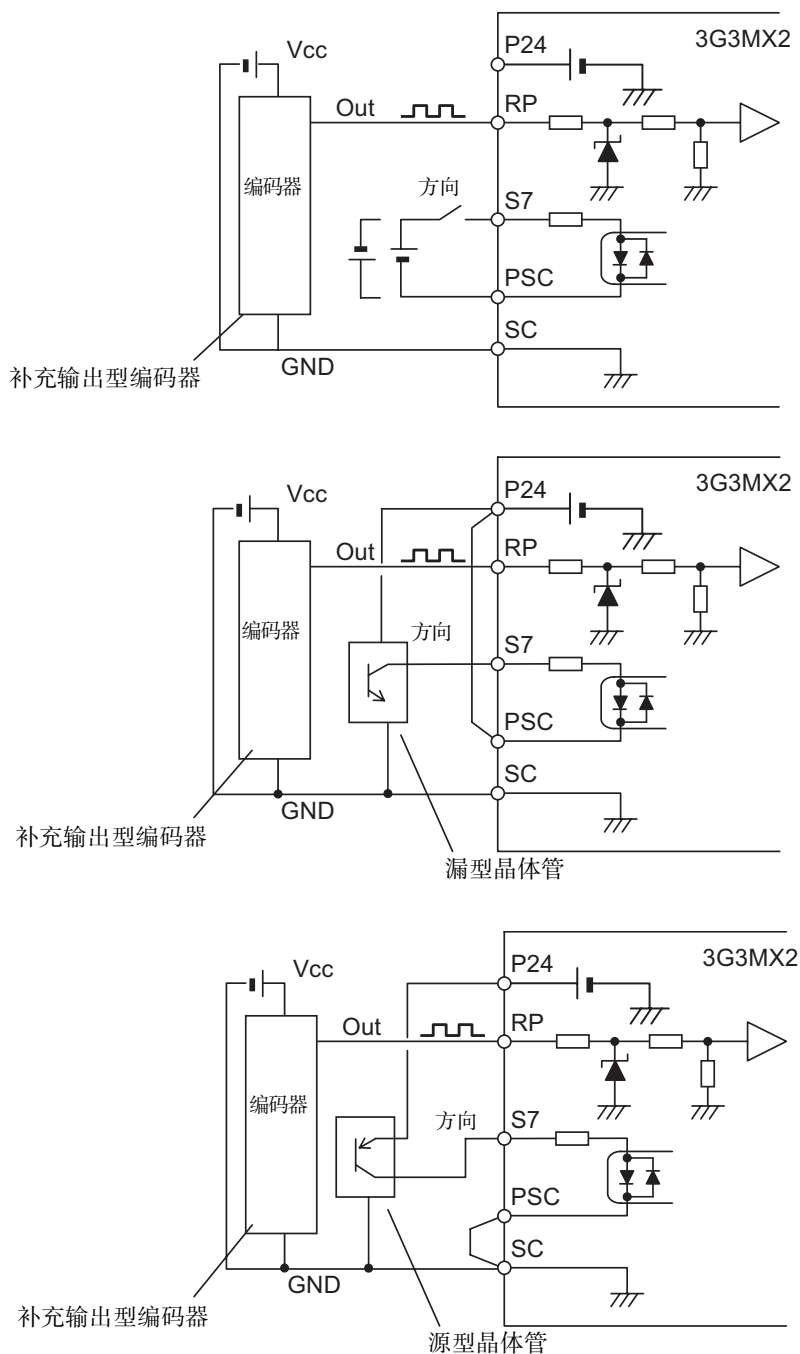 3G3MX2
P24
Vcc
RP
Out
编码器
方向
S7
PSC
SC
GND
补充输出型编码器
3G3MX2
P24
Vcc
RP
Out
编码器
方向
S7
PSC
SC
GND
补充输出型编码器
漏型晶体管
3G3MX2
P24
Vcc
RP
Out
编码器
方向
S7
PSC
SC
GND
补充输出型编码器
源型晶体管